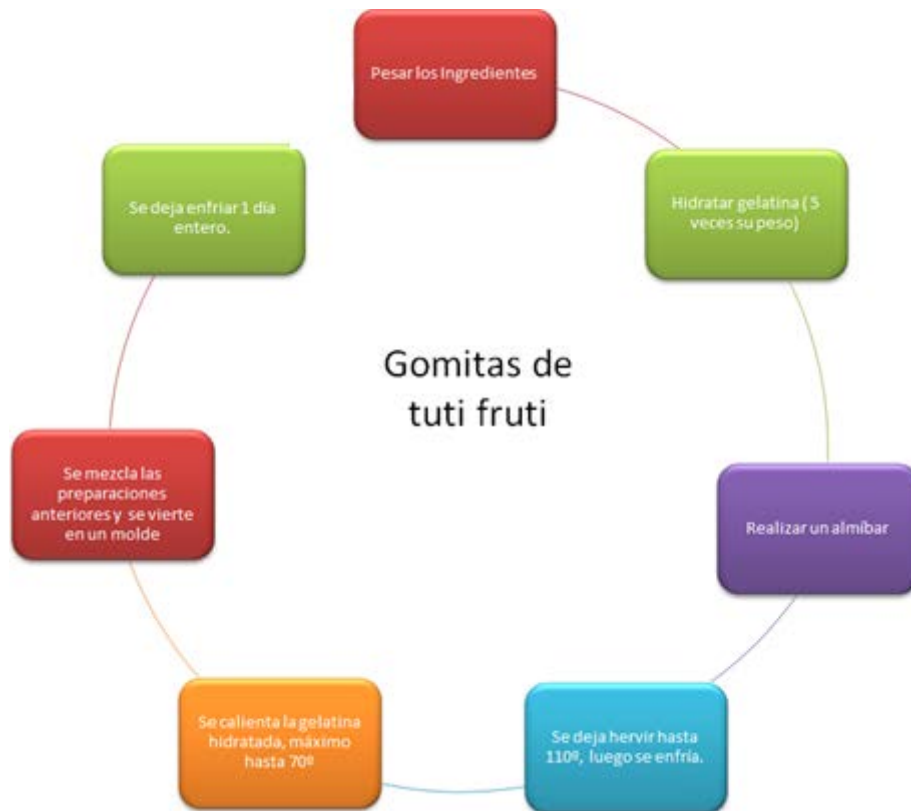 Pesar los Ingredientes
Hidratar gelatina ( 5
veces su peso)
Realizar un almíbar
Se deja hervir hasta
110º, luego se enfría.
Se calienta la gelatina
hidratada, máximo
hasta 70º
Se mezcla las
preparaciones
anteriores y se vierte
en un molde
Se deja enfriar 1 día
entero.
Gomitas de
tuti fruti